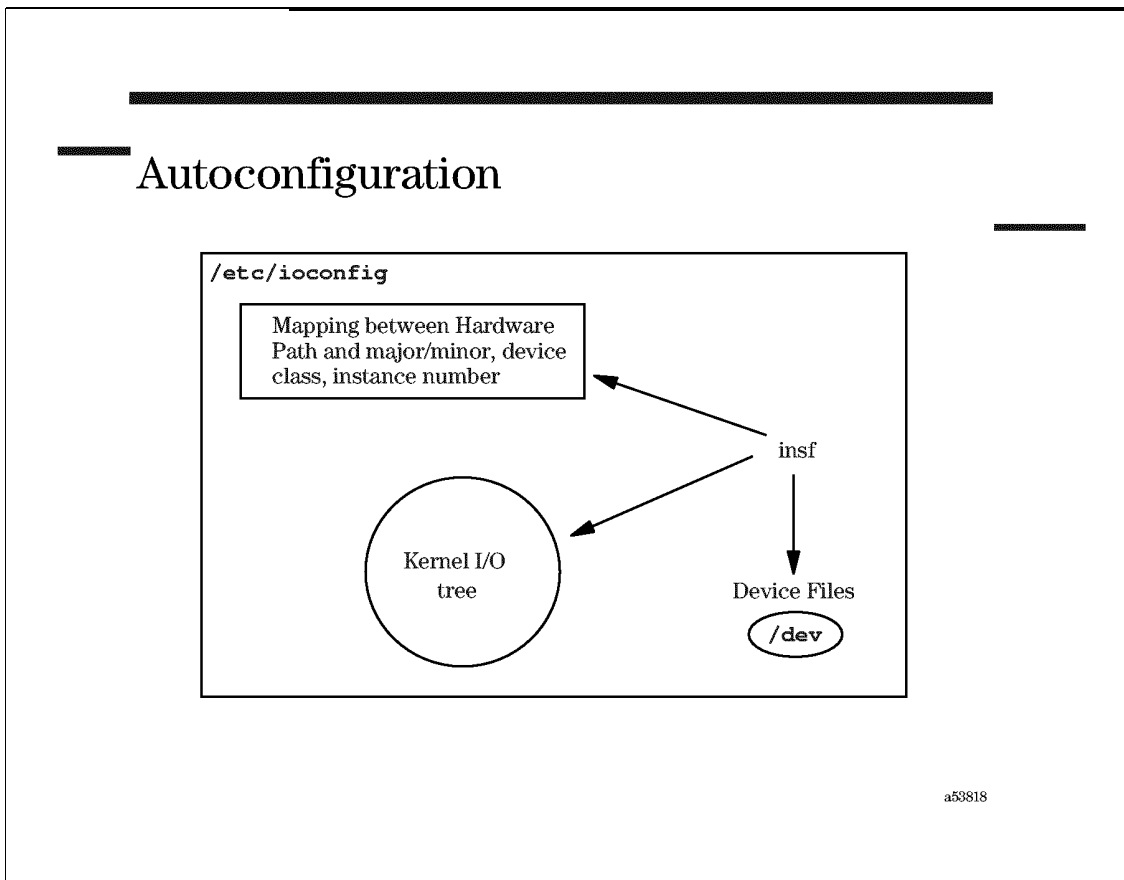 Autoconfiguration
/etc/ioconfig
Mapping between Hardware
Path and major/minor, device
class, instance number
insf
Kernel I/O
tree
Device Files
/dev
a53818